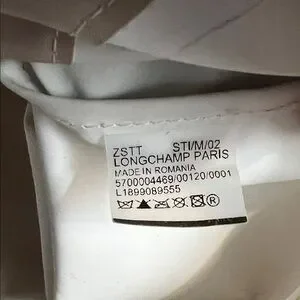 ZSTT STI/M/02
LONGCHAMP PARIS
MADE IN ROMANIA
5700004469/00120/0001
L1899089555
®